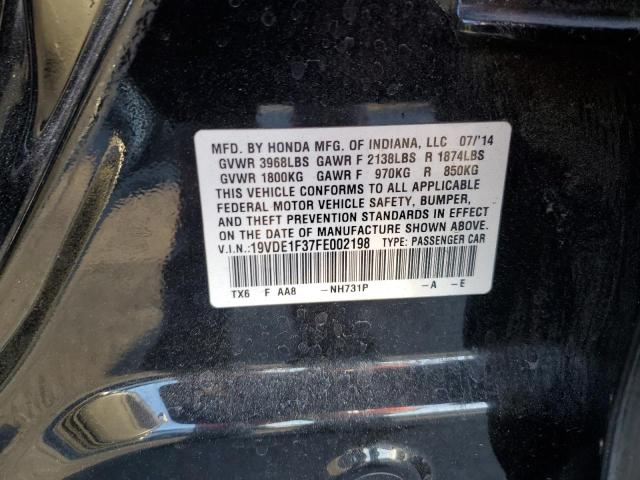 MFD. BY HONDA MFG. OF INDIANA, LLC 07/'14
GVWR 3968LBS GAWR F 2138LBS R 1874LBS
GVWR 1800KG GAWR F 970KG R 850KG
THIS VEHICLE CONFORMS TO ALL APPLICABLE
FEDERAL MOTOR VEHICLE SAFETY, BUMPER,
AND THEFT PREVENTION STANDARDS IN EFFECT
ON THE DATE OF MANUFACTURE SHOWN ABOVE.
V.I.N.:19VDE1F37FE002198 TYPE: PASSENGER CAR
TX6 F AA8 -NH731P -A -E